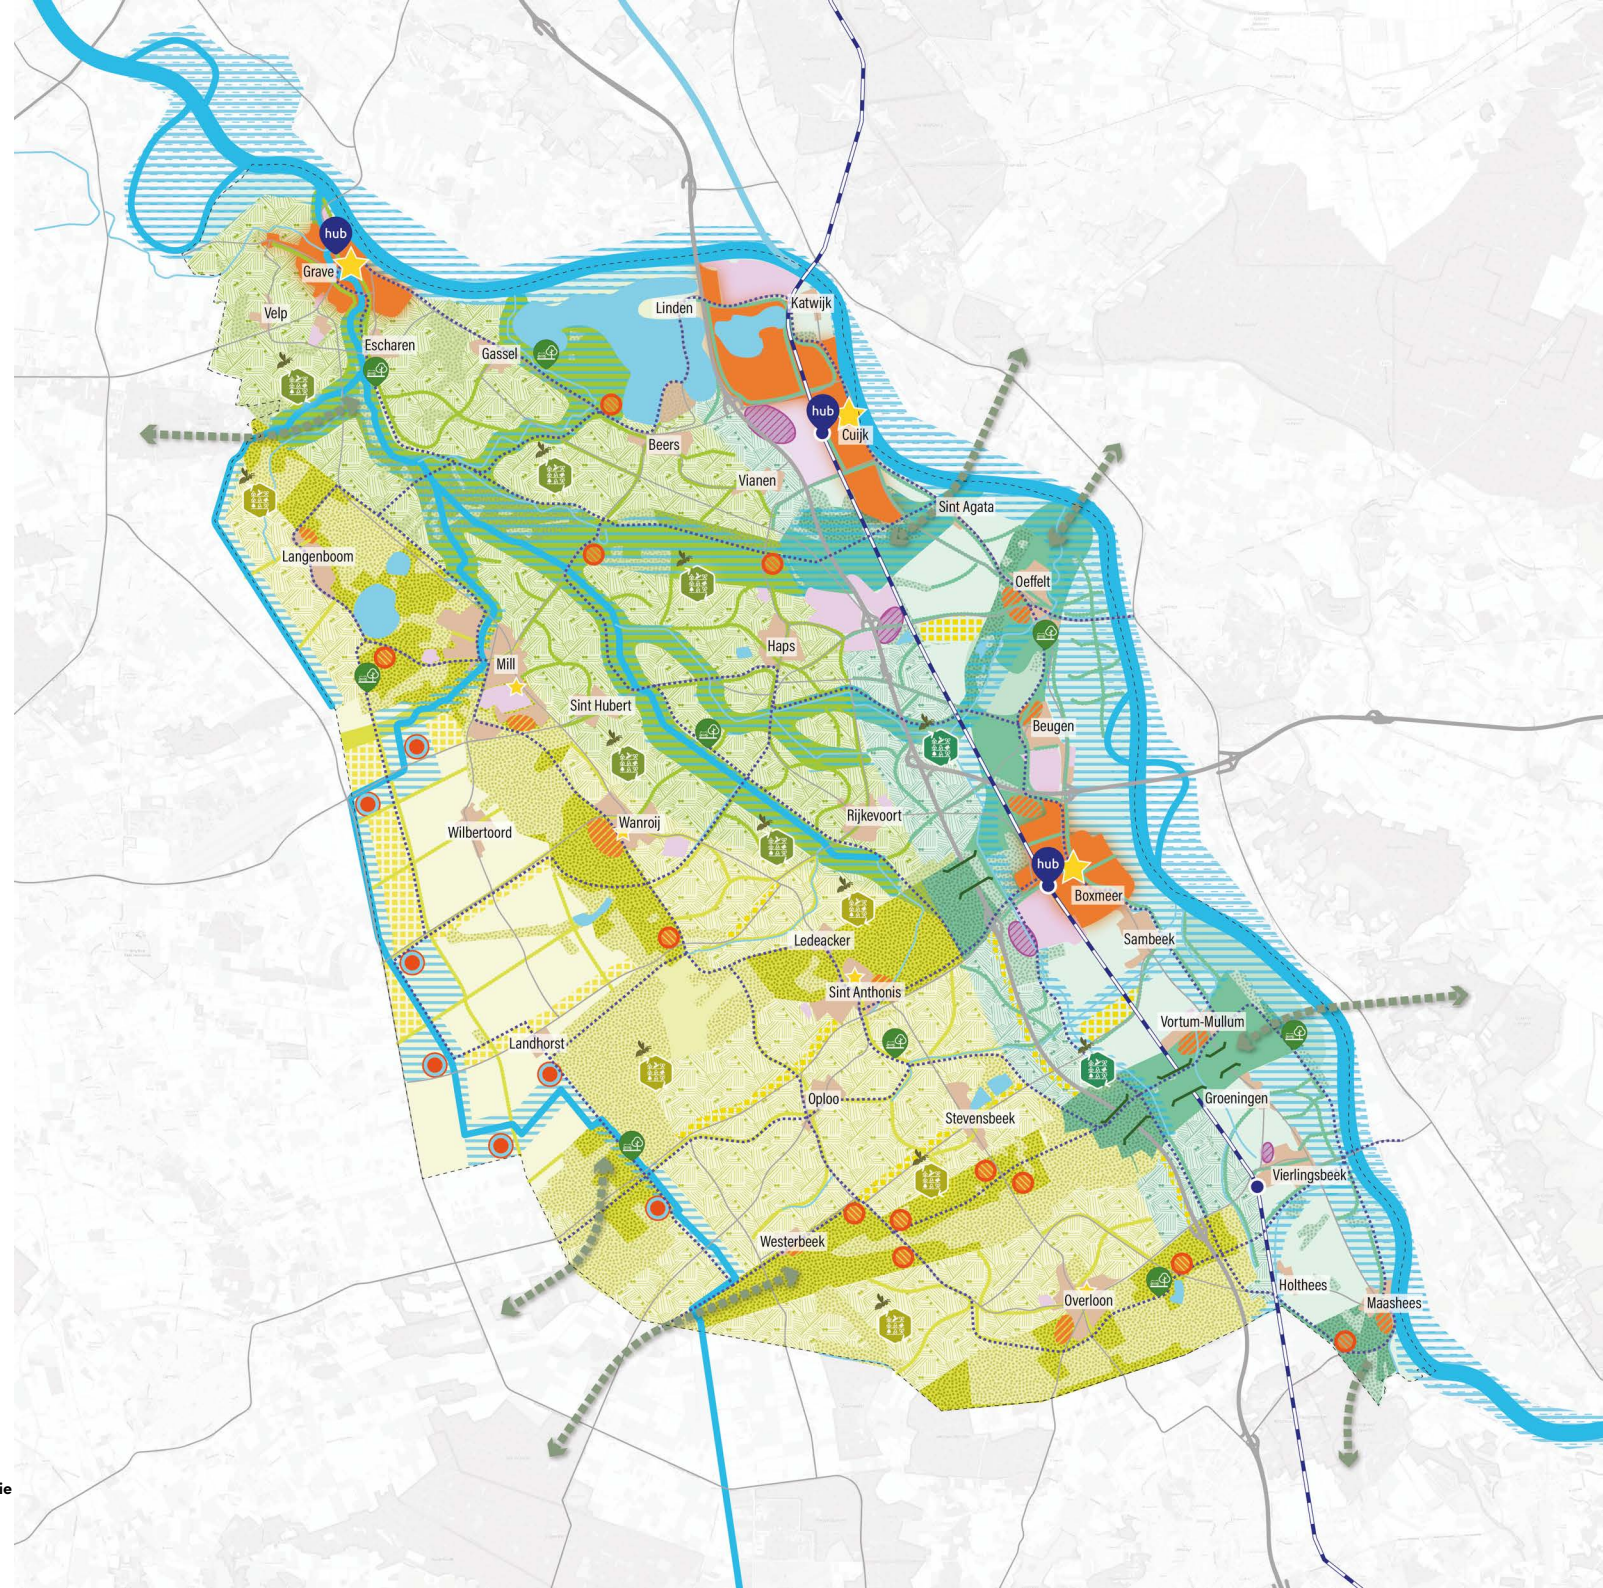 hub
Grave
Velp
Escharen
Gassel
Linden
Katwijk
hub
Cuijk
Beers
Vianen
Sint Agata
Langenboom
Oeffelt
Haps
Mill
Sint Hubert
Beugen
Wilbertoord
Wanroij
Rijkevoort
hub
Boxmeer
Ledeacker
Sambeek
Sint Anthonis
Vortum-Mullum
Landhorst
Oploo
Stevensbeek
Groeningen
Vierlingsbeek
Westerbeek
Overloon
Holthees
Maashees
ie